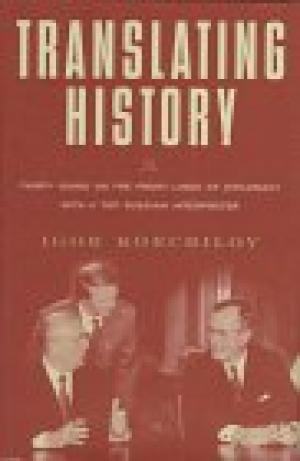 TRANSLATING
HISTORY
THIRTY YEARS ON THE FRONT LINES OF DIPLOMACY
WITH A TOP RUSSIAN INTERPRETER
IGOR KORCHILOV